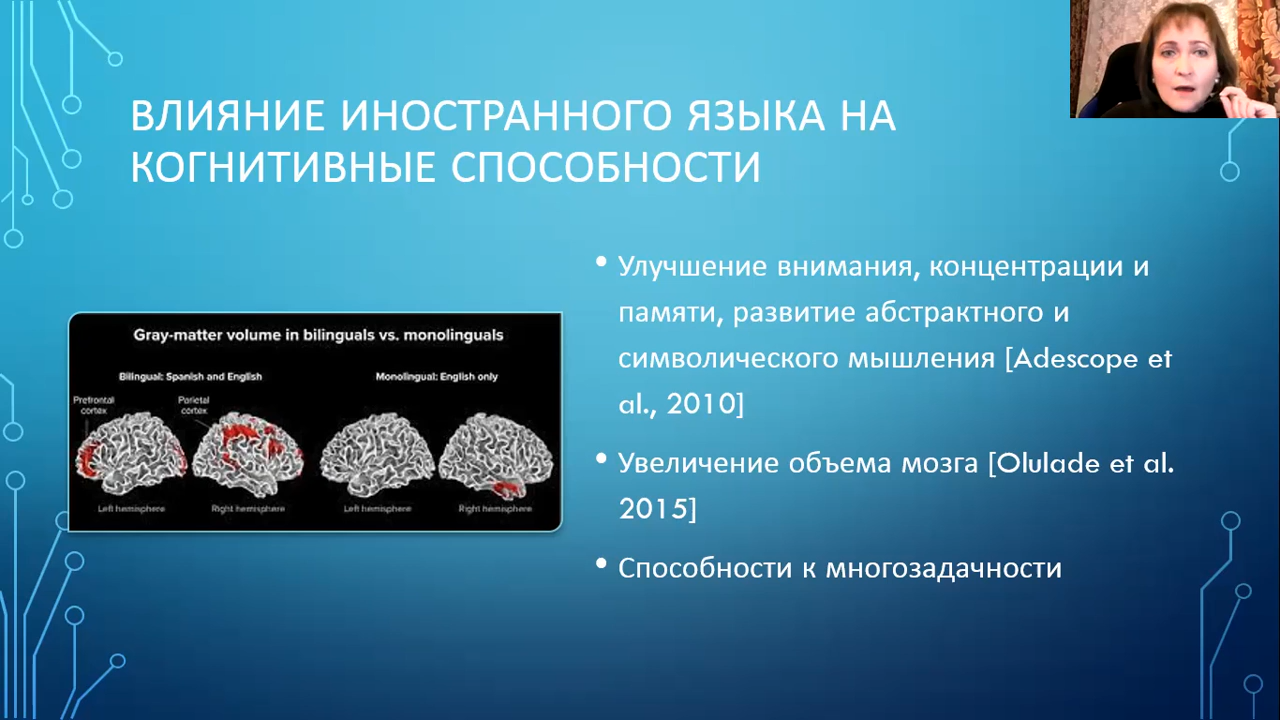 ВЛИЯНИЕ ИНОСТРАННОГО ЯЗЫКА НА
КОГНИТИВНЫЕ СПОСОБНОСТИ
Gray-matter volume in bilinguals vs. monolinguals
Bilingual: Spanish and English
Monolingual: English only
Prefrontal
cortex
Parietal
cortex
Left hemisphere
Right hemisphere
Left hemisphere
Right hemisphere
• Улучшение внимания, концентрации и
памяти, развитие абстрактного и
символического мышления [Adescope et
al., 2010]
• Увеличение объема мозга [Olulade et al.
2015]
• Способности к многозадачности